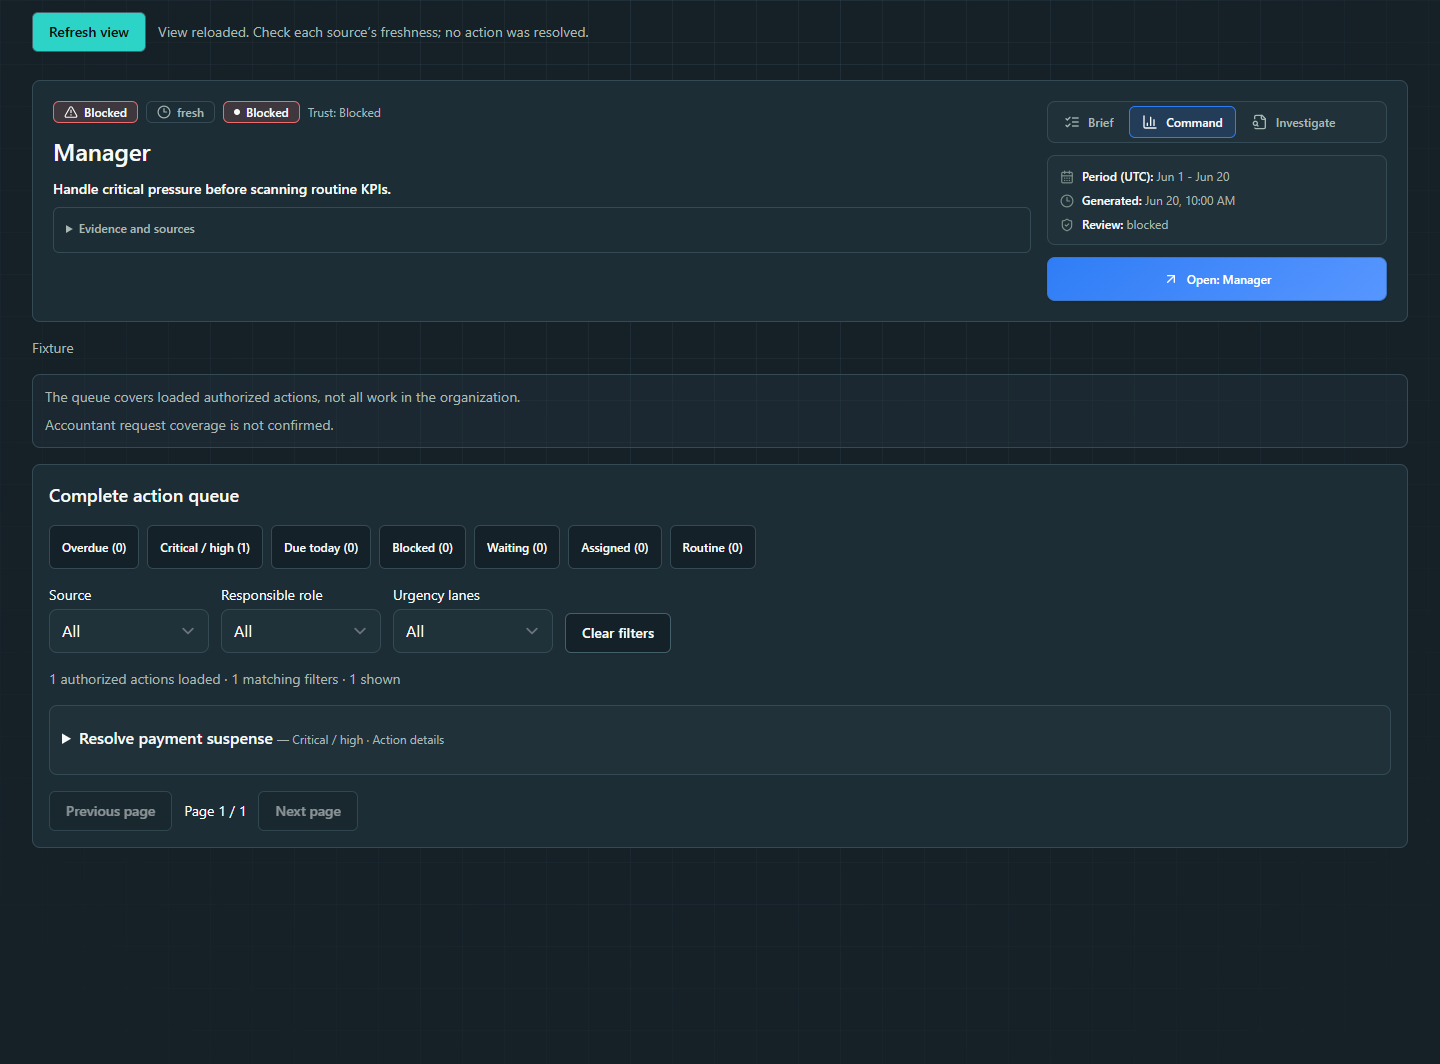 Refresh view
View reloaded. Check each source's freshness; no action was resolved.
Blocked
fresh
Blocked
Trust: Blocked
Manager
Handle critical pressure before scanning routine KPIs.
Evidence and sources
Brief
Command
Investigate
Period (UTC): Jun 1 - Jun 20
Generated: Jun 20, 10:00 AM
Review: blocked
Open: Manager
Fixture
The queue covers loaded authorized actions, not all work in the organization.
Accountant request coverage is not confirmed.
Complete action queue
Overdue (0)
Critical / high (1)
Due today (0)
Blocked (0)
Waiting (0)
Assigned (0)
Routine (0)
Source
Responsible role
Urgency lanes
All
All
All
Clear filters
1 authorized actions loaded · 1 matching filters · 1 shown
Resolve payment suspense — Critical / high · Action details
Previous page
Page 1 / 1
Next page